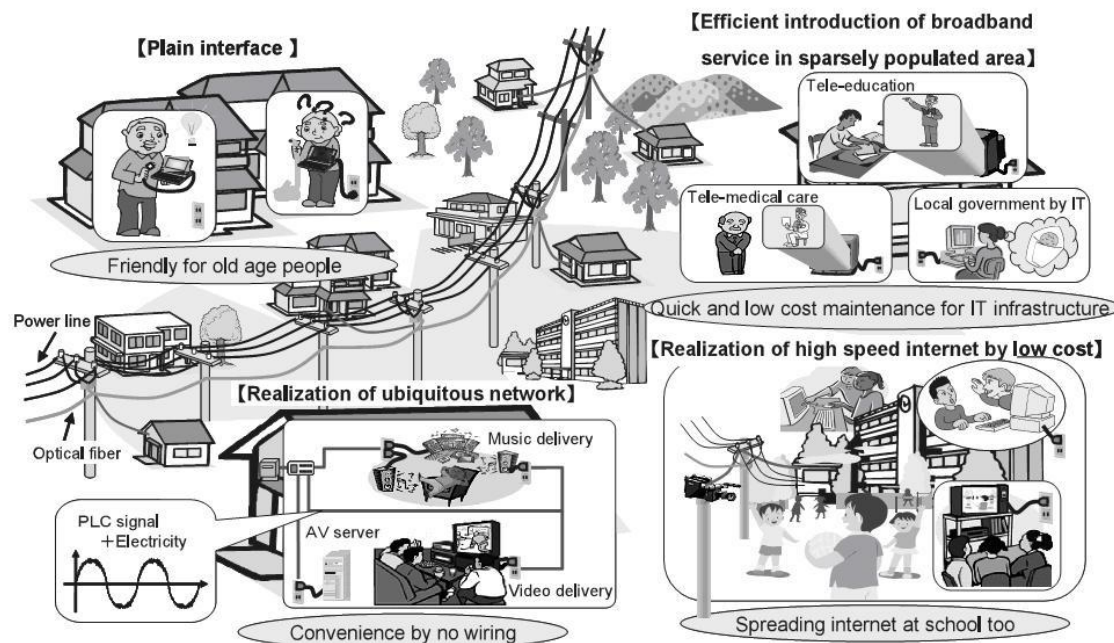 【Plain interface 】
? ? ? ?
Friendly for old age people
【Efficient introduction of broadband
service in sparsely populated area】
Tele-education
Tele-medical care
Local government by IT
Quick and low cost maintenance for IT infrastructure
Power line
Optical fiber
【Realization of ubiquitous network】
Music delivery
PLC signal
＋Electricity
AV server
Video delivery
Convenience by no wiring
【Realization of high speed internet by low cost】
Spreading internet at school too